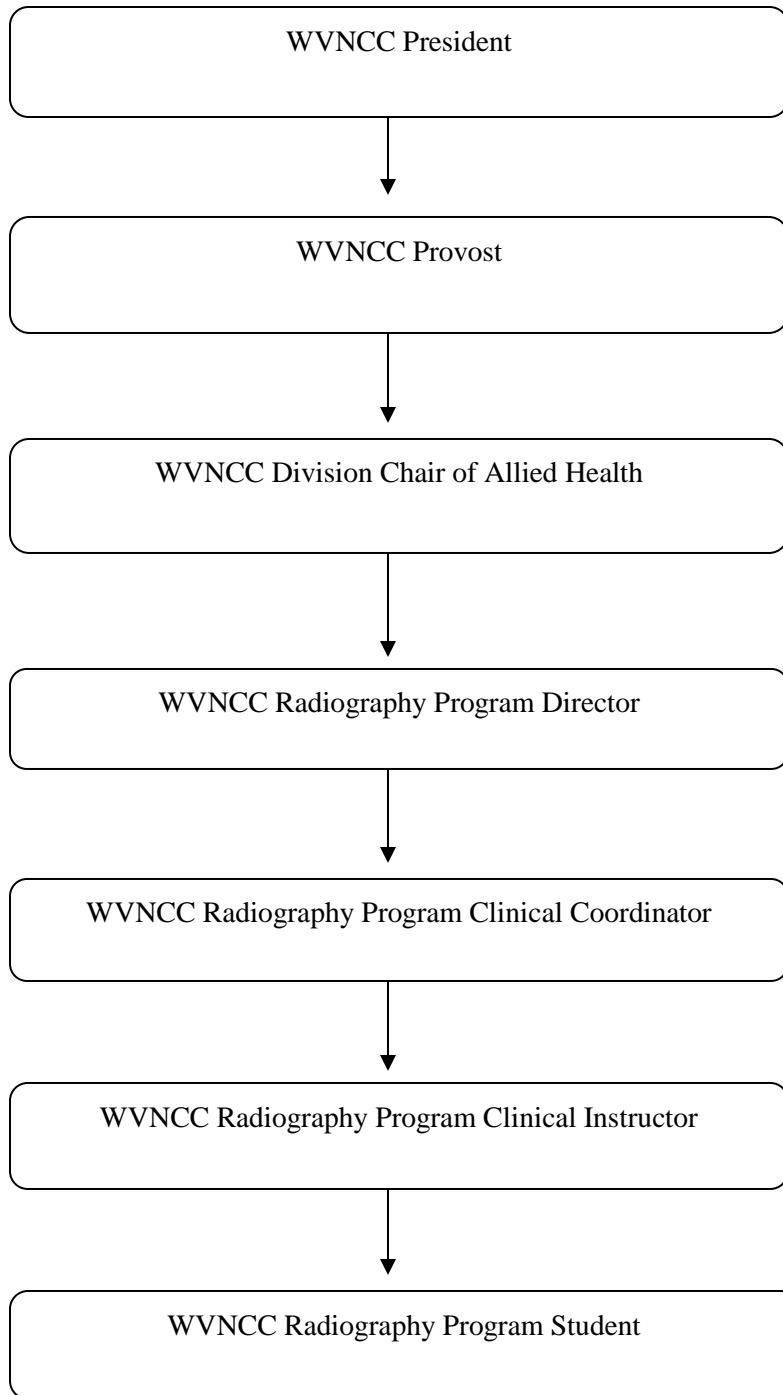 WVNCC President
WVNCC Provost
WVNCC Division Chair of Allied Health
WVNCC Radiography Program Director
WVNCC Radiography Program Clinical Coordinator
WVNCC Radiography Program Clinical Instructor
WVNCC Radiography Program Student